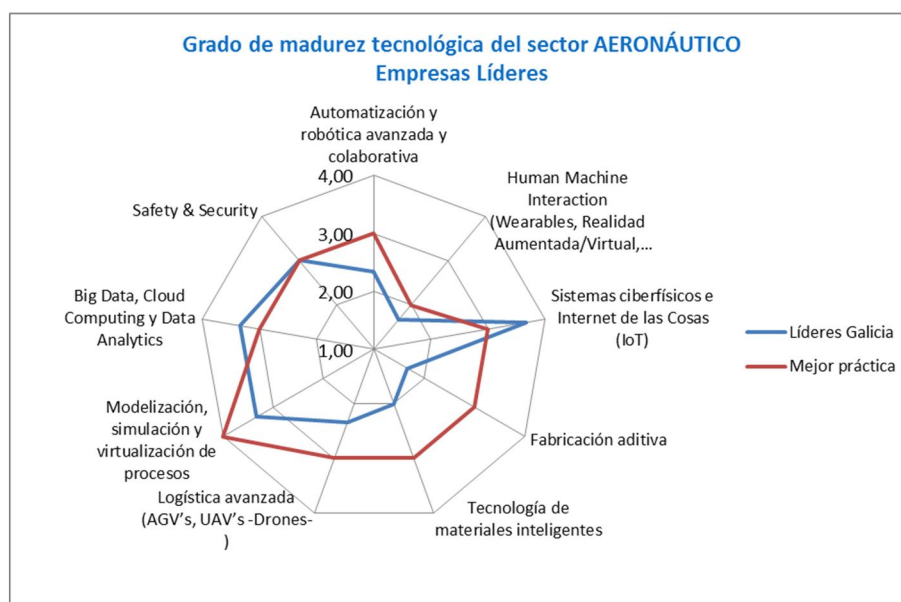 Grado de madurez tecnológica del sector AERONÁUTICO
Empresas Líderes
Automatización y
robótica avanzada y
colaborativa
4,00
3,00
2,00
1,00
Human Machine
Interaction
(Wearables, Realidad
Aumentada/Virtual,...
Sistemas ciberfísicos e
Internet de las Cosas
(IoT)
Fabricación aditiva
Tecnología de
materiales inteligentes
Logística avanzada
(AGV's, UAV's -Drones-
)
Modelización,
simulación y
virtualización de
procesos
Big Data, Cloud
Computing y Data
Analytics
Safety & Security
Líderes Galicia
Mejor práctica